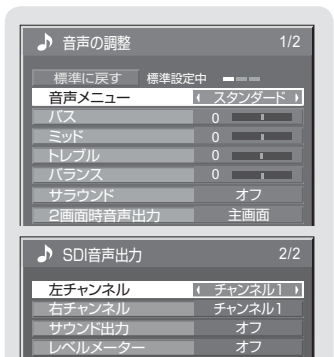 音声の調整 1/2
標準に戻す 標準設定中
音声メニュー スタンダード
バス 0
ミッド 0
トレブル 0
バランス 0
サラウンド オフ
2画面時音声出力 主画面
SDI音声出力 2/2
左チャンネル チャンネル1
右チャンネル チャンネル1
サウンド出力 オフ
レベルメーター オフ